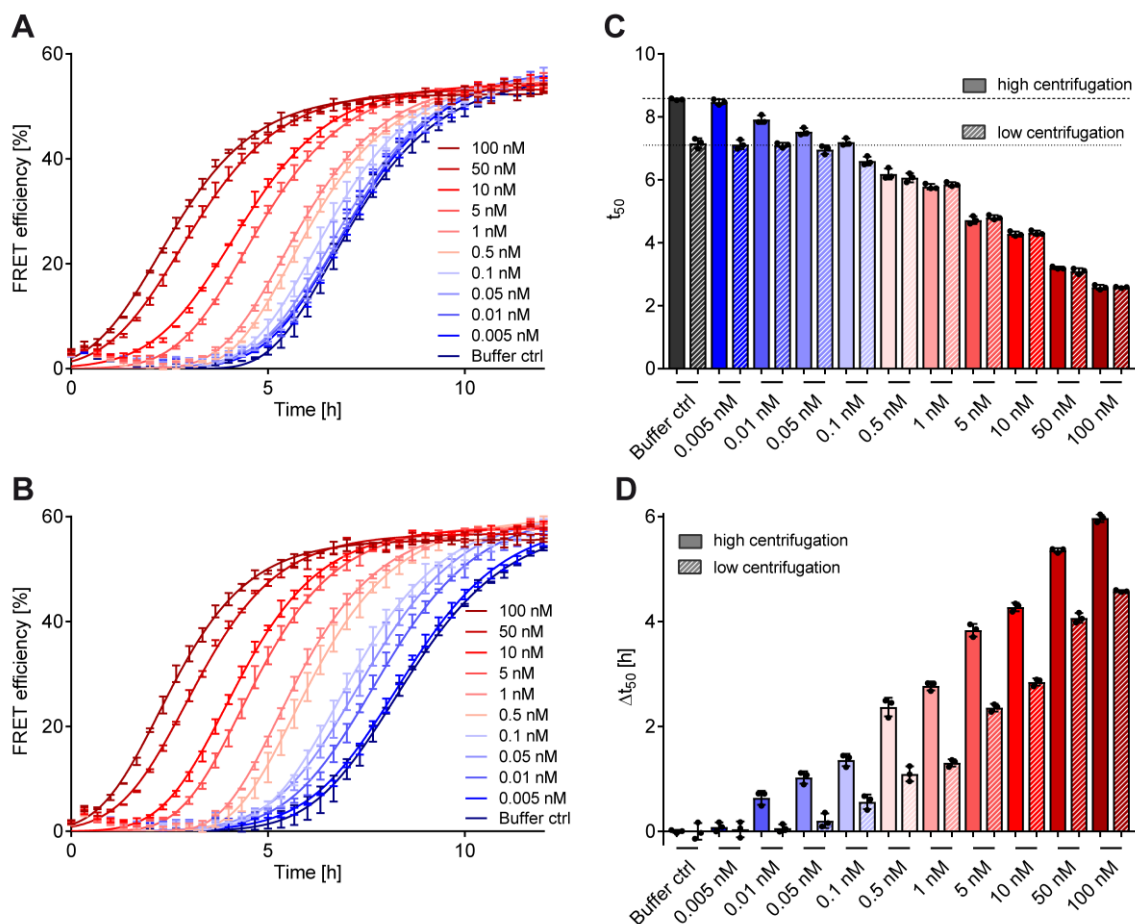 A
FRET efficiency [%]
60
40
20
0
0 5 10
Time [h]
100 nM
50 nM
10 nM
5 nM
1 nM
0.5 nM
0.1 nM
0.05 nM
0.01 nM
0.005 nM
Buffer ctrl
B
FRET efficiency [%]
60
40
20
0
0 5 10
Time [h]
100 nM
50 nM
10 nM
5 nM
1 nM
0.5 nM
0.1 nM
0.05 nM
0.01 nM
0.005 nM
Buffer ctrl
C
t50
10
8
6
4
2
0
high centrifugation
low centrifugation
Buffer ctrl
0.005 nM
0.01 nM
0.05 nM
0.1 nM
0.5 nM
1 nM
5 nM
10 nM
50 nM
100 nM
D
Δt50 [h]
6
4
2
0
high centrifugation
low centrifugation
Buffer ctrl
0.005 nM
0.01 nM
0.05 nM
0.1 nM
0.5 nM
1 nM
5 nM
10 nM
50 nM
100 nM